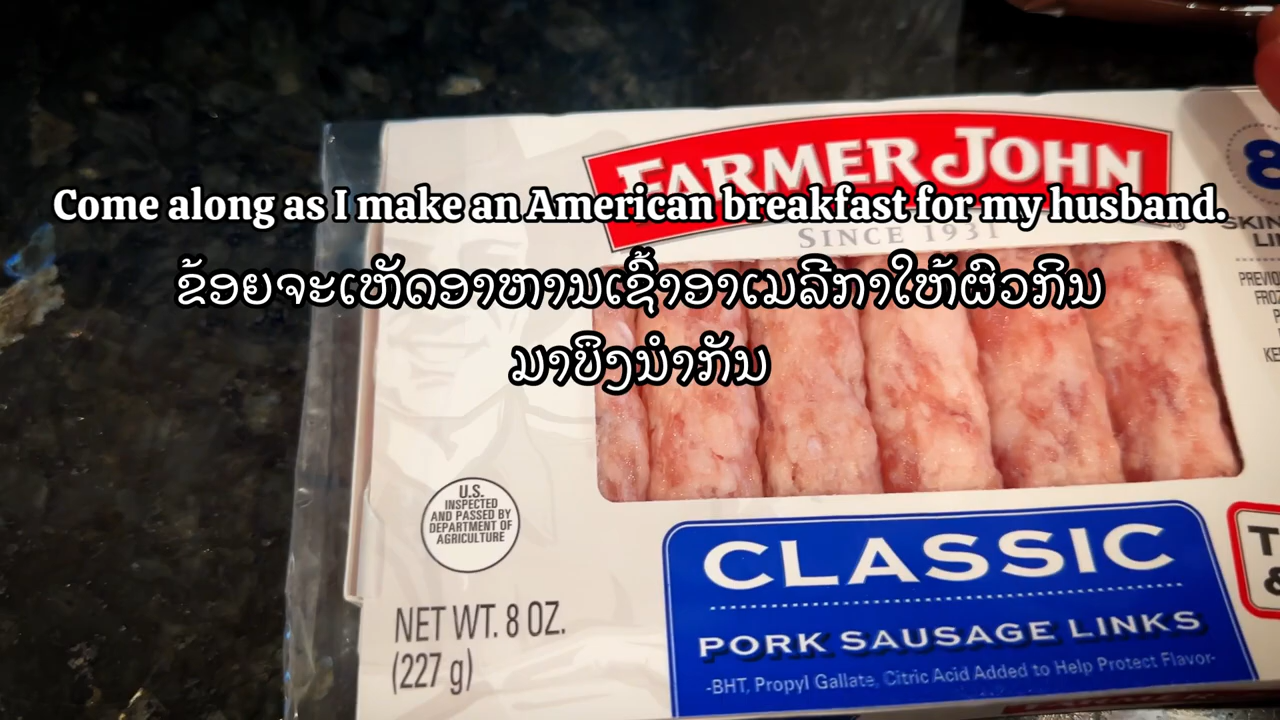 FARMER JOHN
Come along as I make an American breakfast for my husband.
SINCE 1931
ຂ້ອຍຈະເຫັດອາຫານເຊົ້າອາເມລິກາໃຫ້ຜົວກິນ
ມາບຶງນຳກັນ
U.S.
INSPECTED
AND PASSED BY
DEPARTMENT OF
AGRICULTURE
NET WT. 8 OZ.
(227 g)
CLASSIC
PORK SAUSAGE LINKS
-BHT, Propyl Gallate, Citric Acid Added to Help Protect Flavor-
8